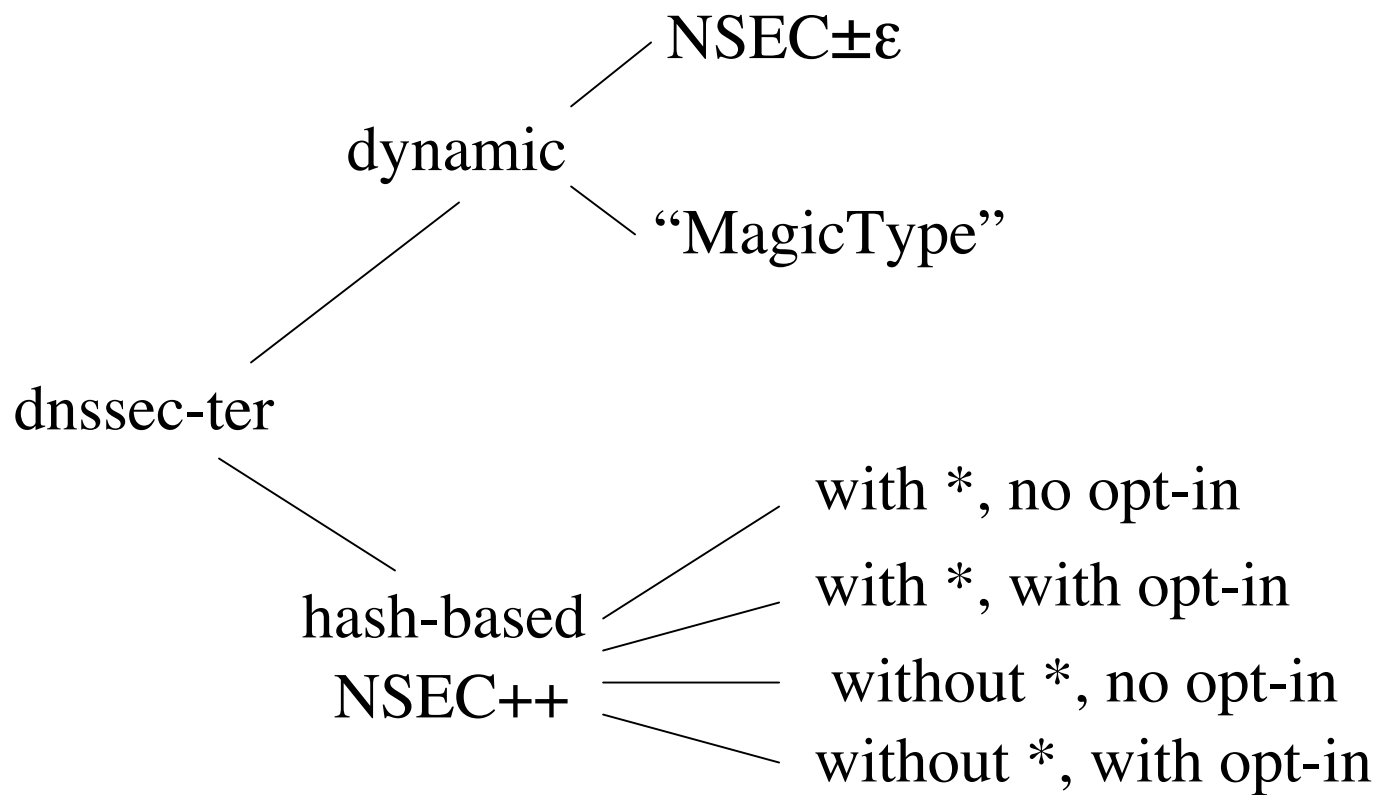 NSEC±ε
dynamic
“MagicType”
dnssec-ter
with *, no opt-in
with *, with opt-in
hash-based
NSEC++
without *, no opt-in
without *, with opt-in